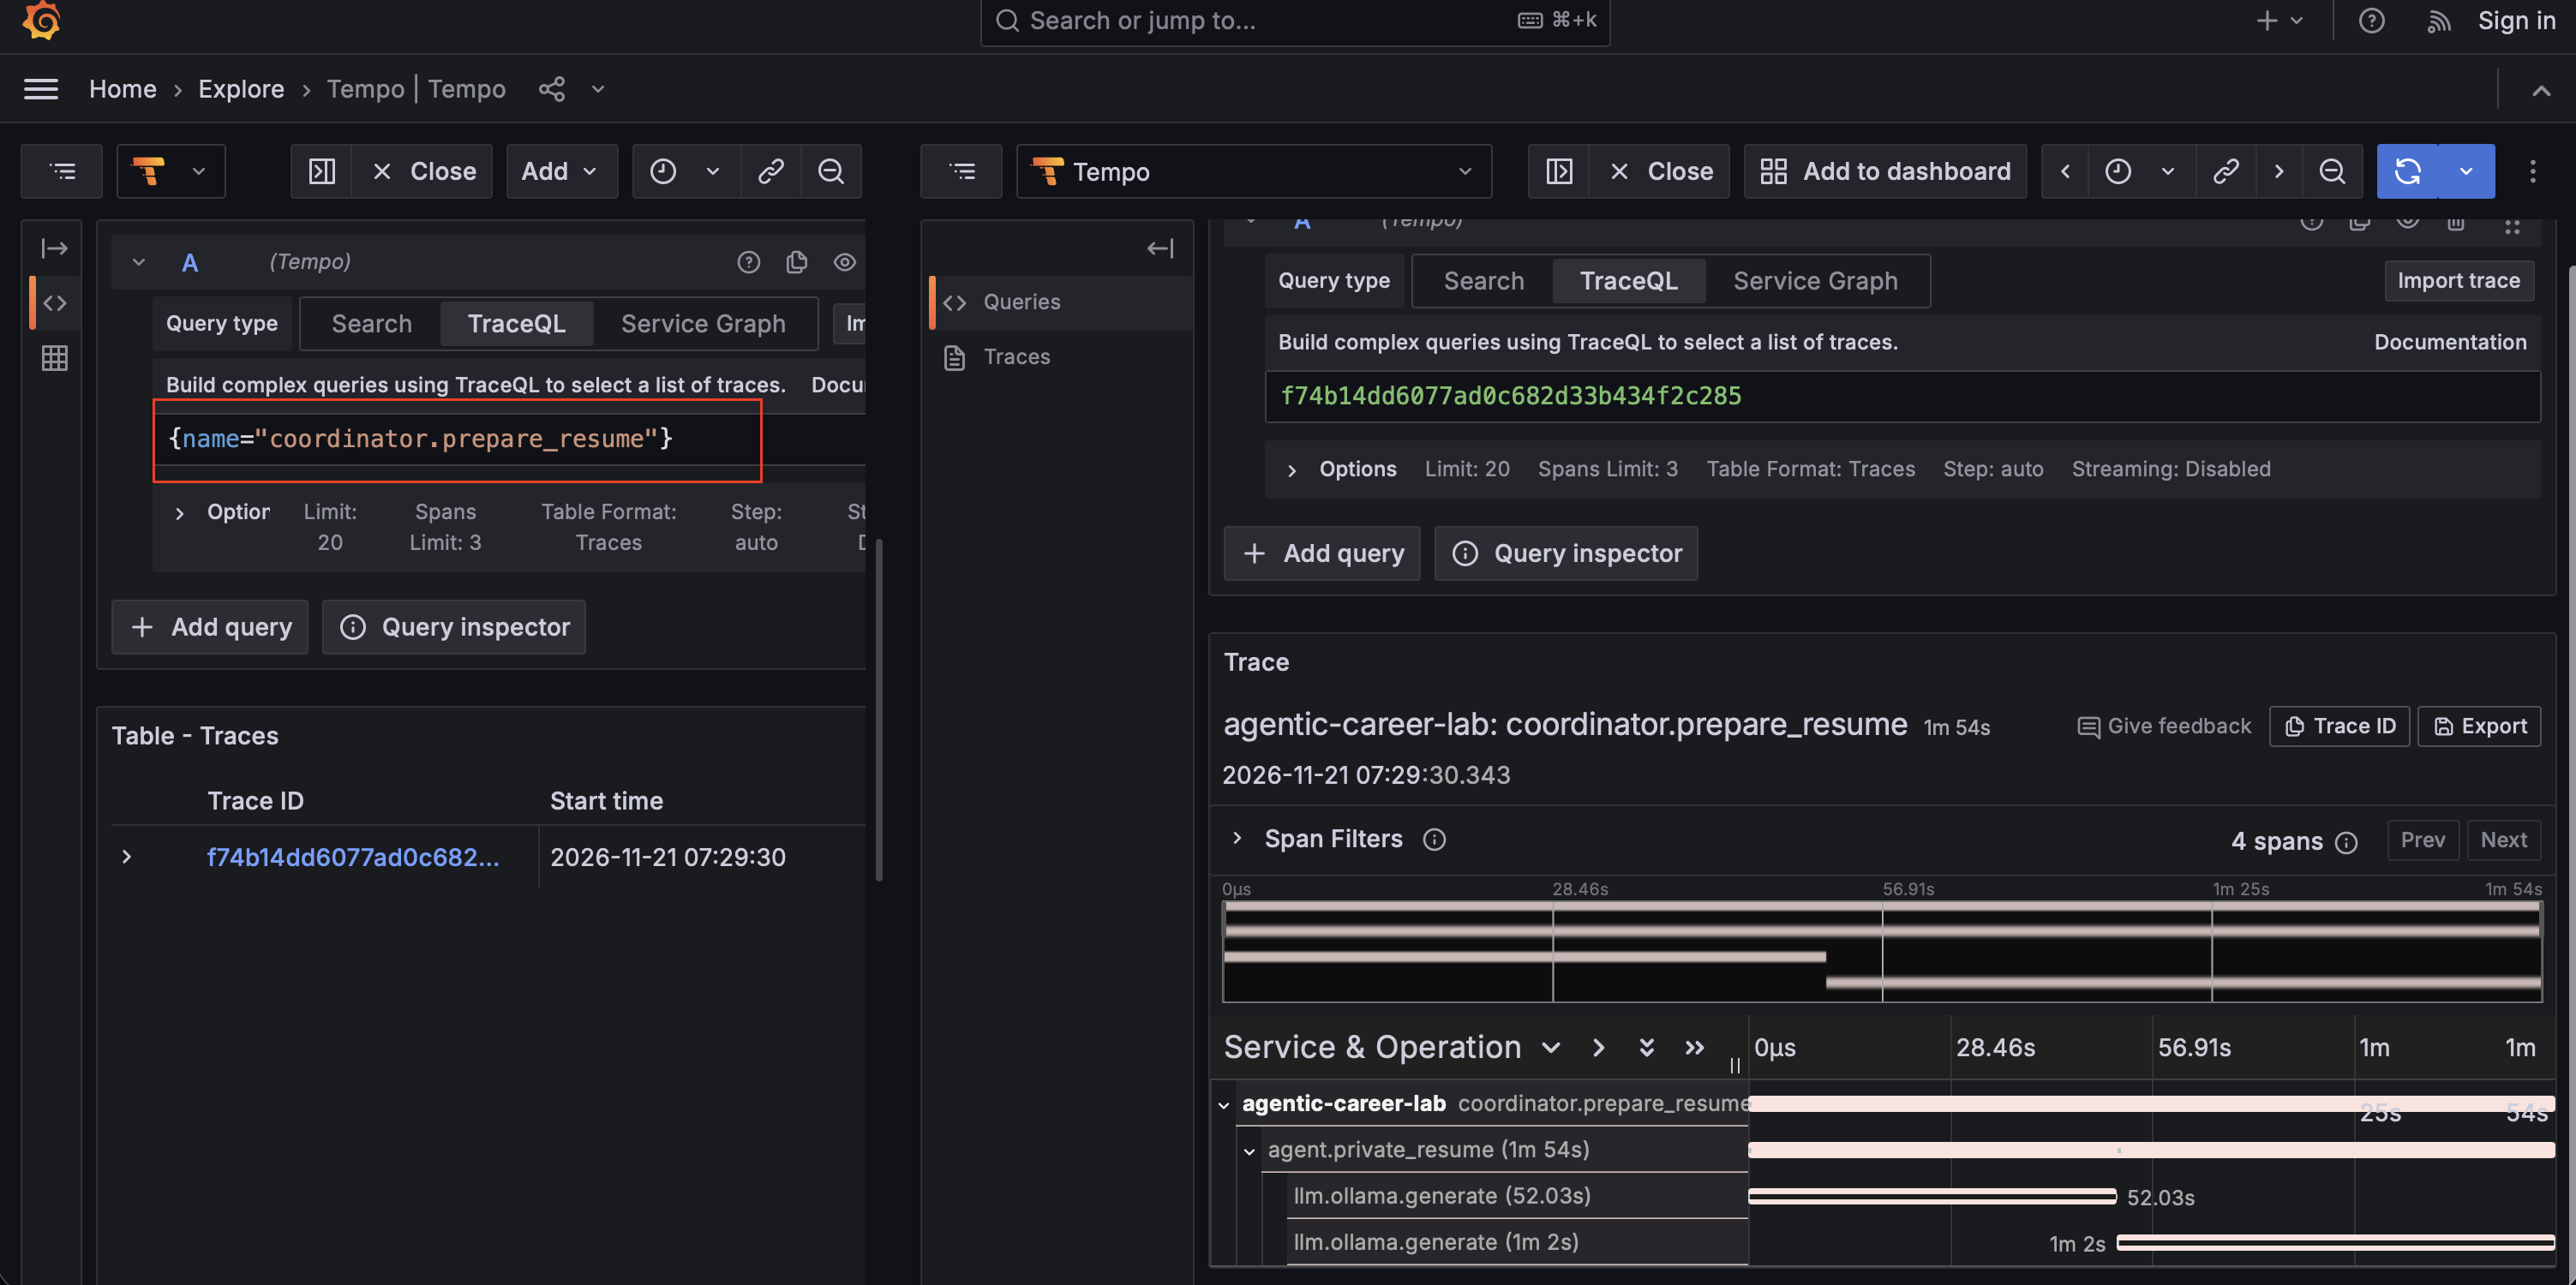 Search or jump to... ⌘+k
Sign in
Home › Explore › Tempo | Tempo
Close Add
Tempo Close Add to dashboard
A (Tempo)
Query type Search TraceQL Service Graph Im
Build complex queries using TraceQL to select a list of traces. Docu
{name="coordinator.prepare_resume"}
Option Limit: 20 Spans Limit: 3 Table Format: Traces Step: auto St D
+ Add query Query inspector
Table - Traces
Trace ID Start time
f74b14dd6077ad0c682... 2026-11-21 07:29:30
Queries
Traces
A (Tempo)
Query type Search TraceQL Service Graph Import trace
Build complex queries using TraceQL to select a list of traces. Documentation
f74b14dd6077ad0c682d33b434f2c285
Options Limit: 20 Spans Limit: 3 Table Format: Traces Step: auto Streaming: Disabled
+ Add query Query inspector
Trace
agentic-career-lab: coordinator.prepare_resume 1m 54s Give feedback Trace ID Export
2026-11-21 07:29:30.343
Span Filters 4 spans Prev Next
0μs 28.46s 56.91s 1m 25s 1m 54s
Service & Operation 0μs 28.46s 56.91s 1m 25s 1m 54s
agentic-career-lab coordinator.prepare_resume
agent.private_resume (1m 54s)
llm.ollama.generate (52.03s) 52.03s
llm.ollama.generate (1m 2s) 1m 2s